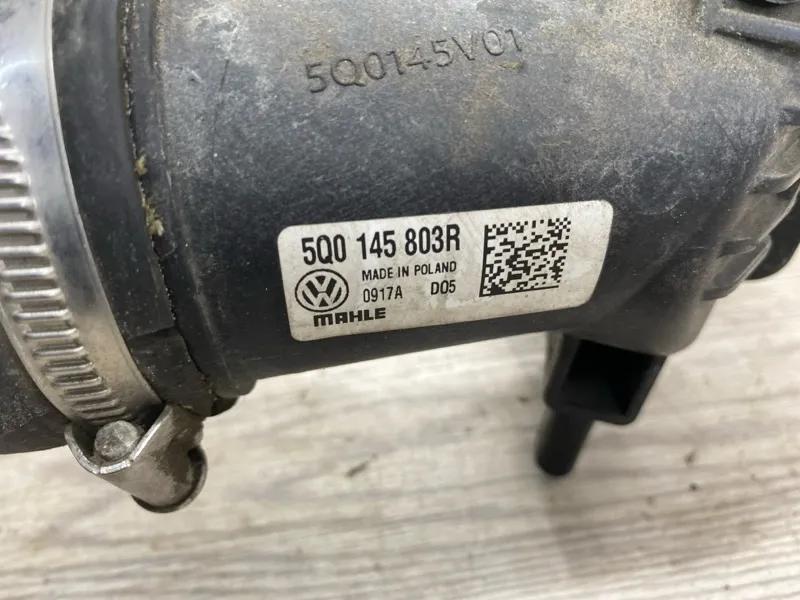 5Q0145V01
5Q0 145 803R
MADE IN POLAND
0917A D05
MAHLE